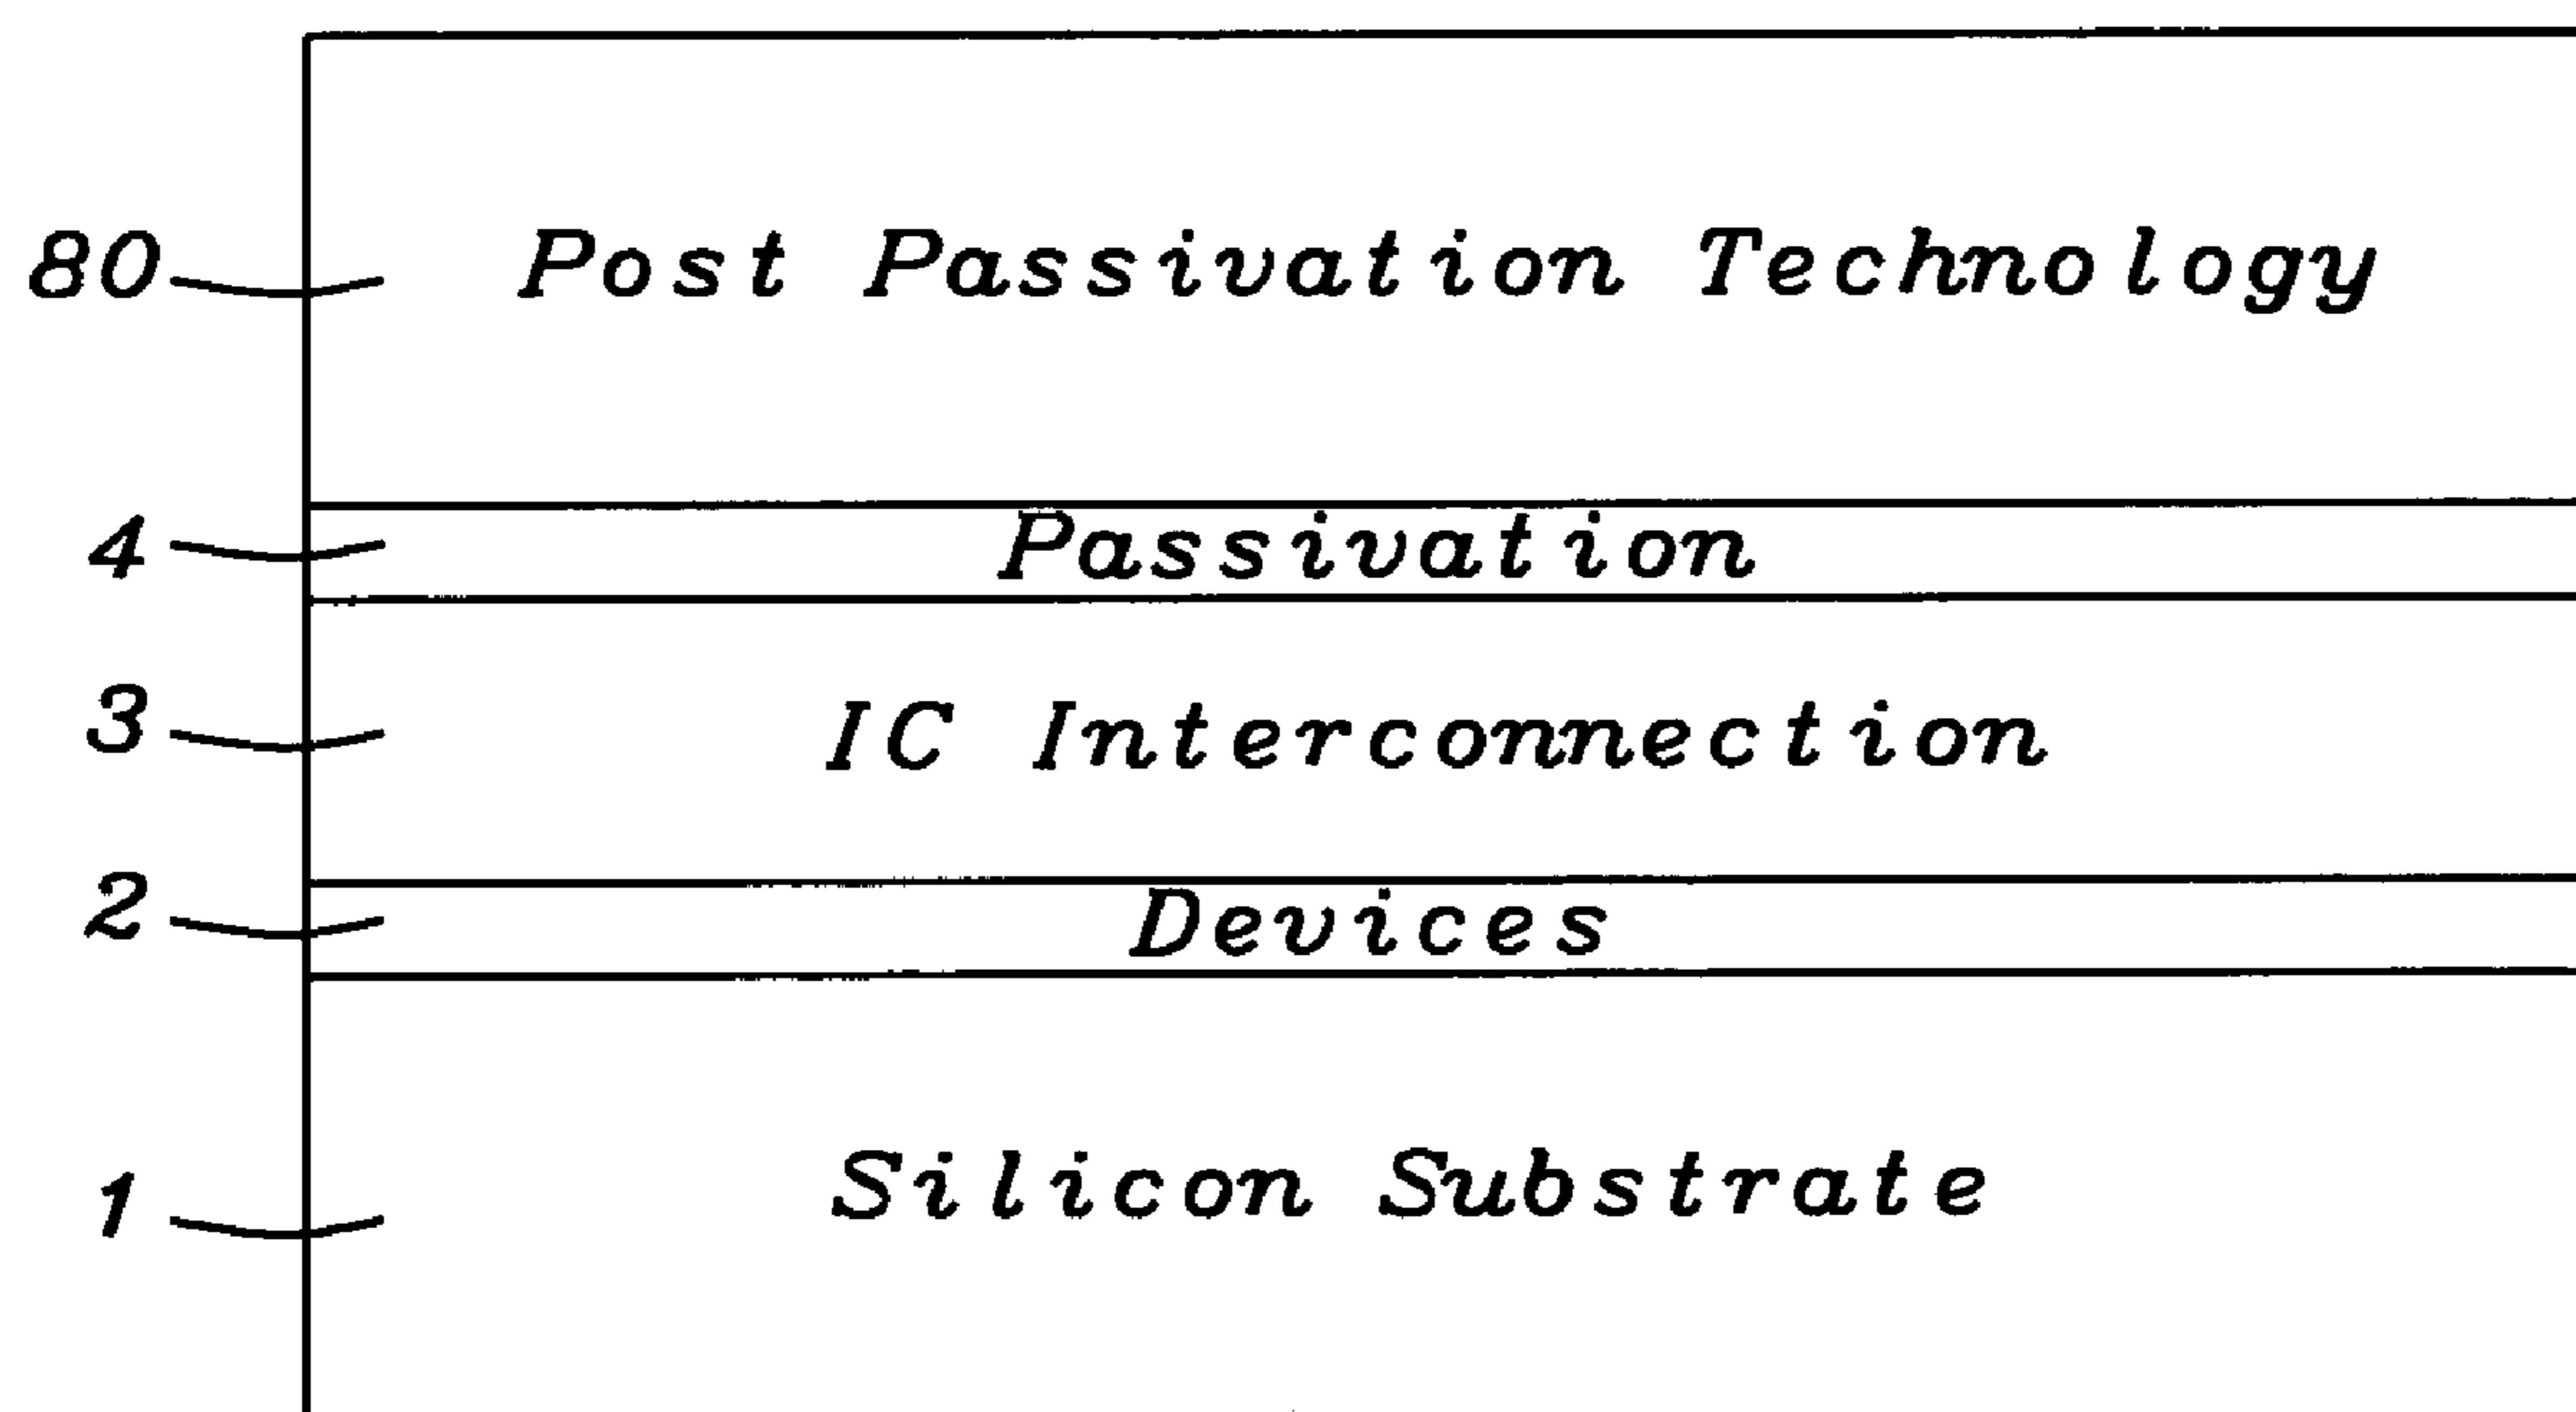 80 Post Passivation Technology
4 Passivation
3 IC Interconnection
2 Devices
1 Silicon Substrate